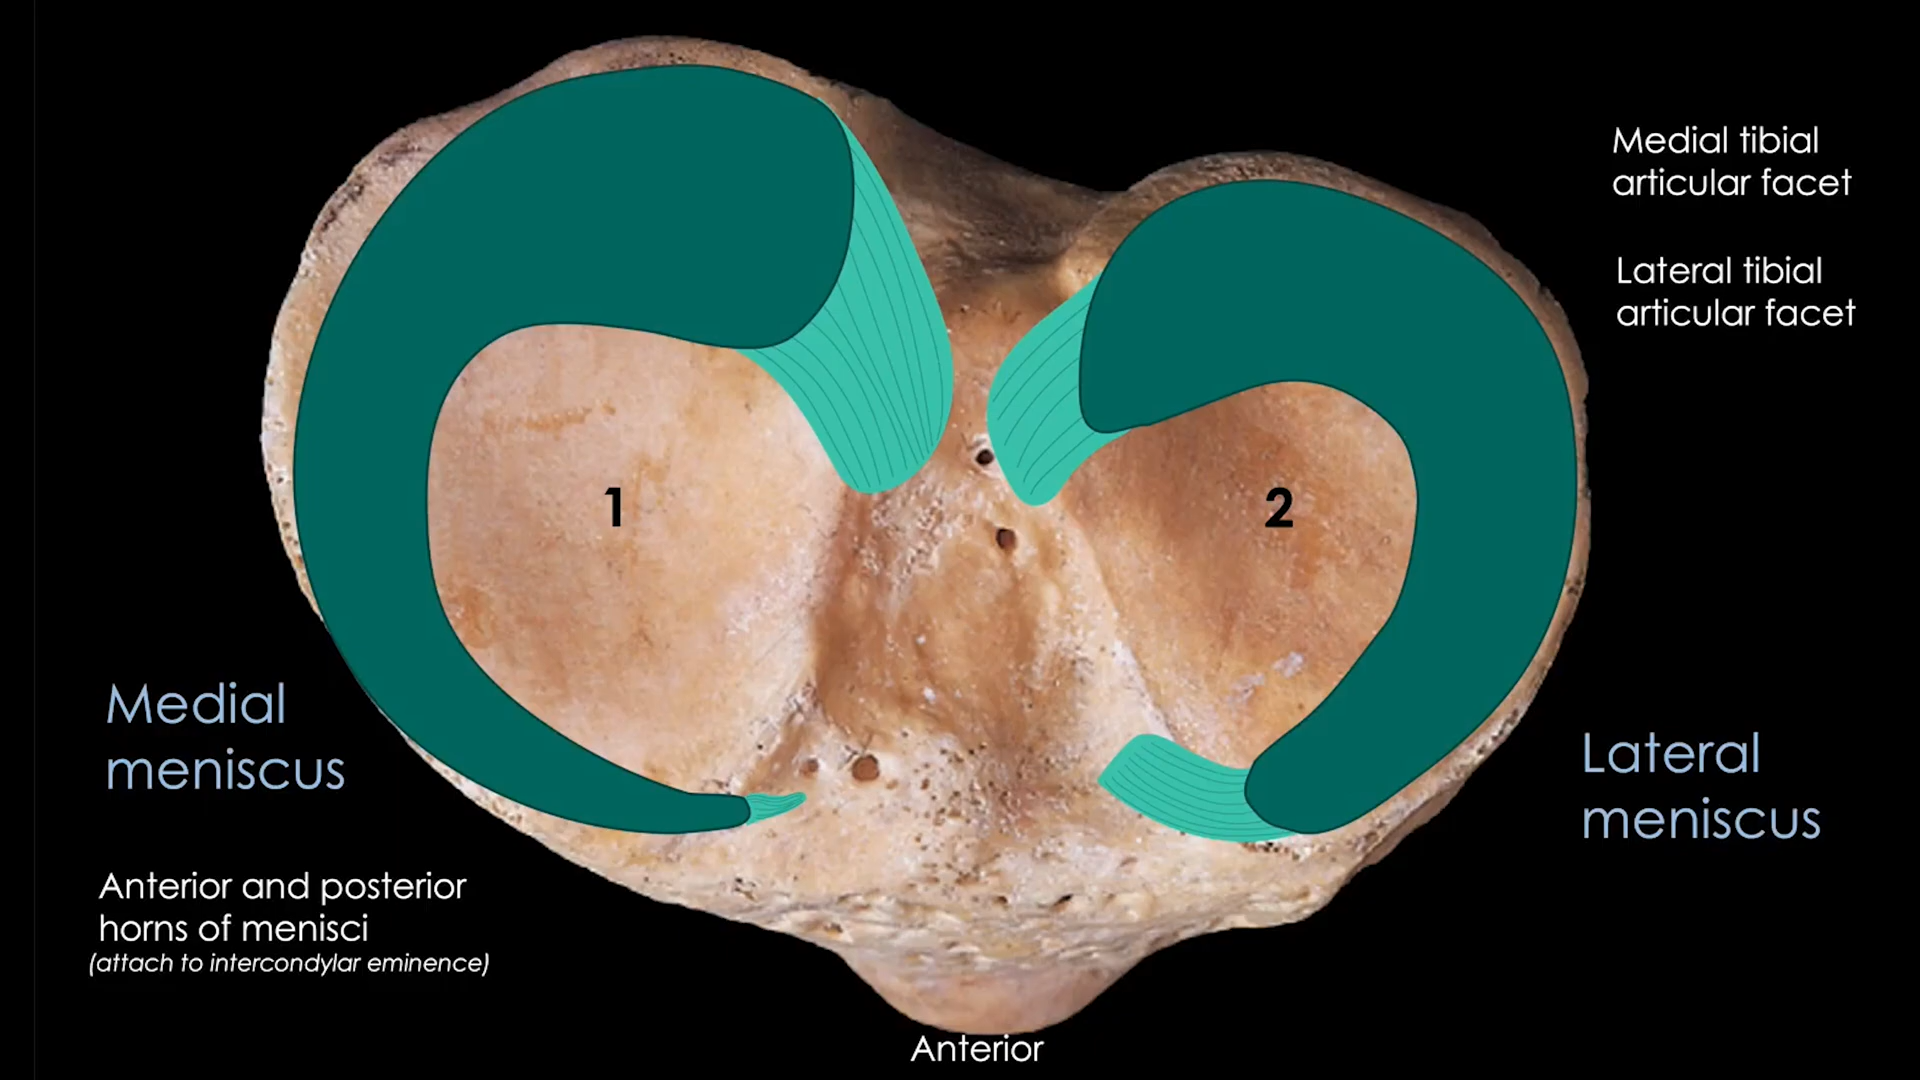 Medial tibial
articular facet
Lateral tibial
articular facet
1
2
Medial
meniscus
Lateral
meniscus
Anterior and posterior
horns of menisci
(attach to intercondylar eminence)
Anterior